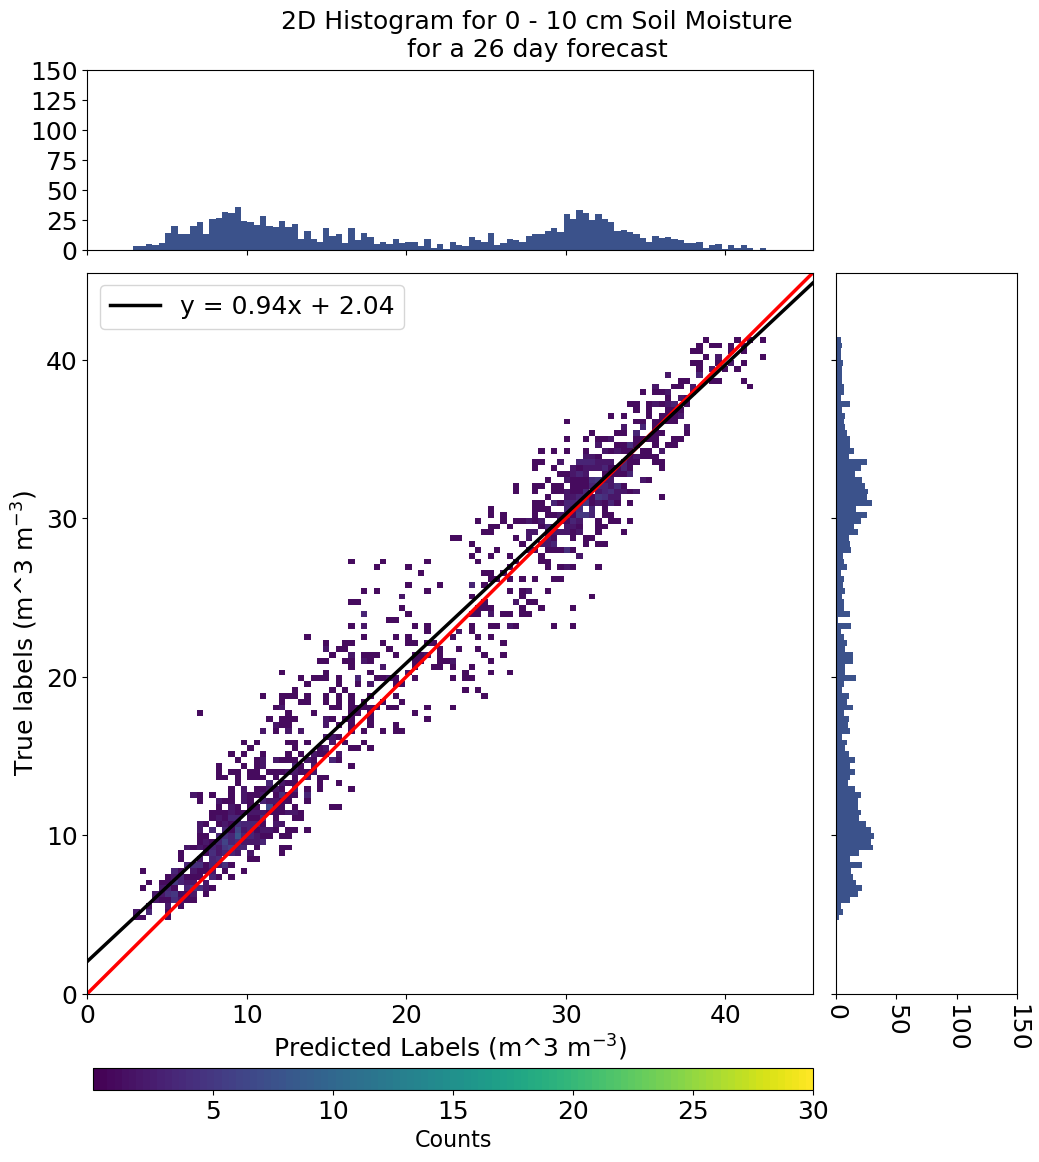 2D Histogram for 0 - 10 cm Soil Moisture
for a 26 day forecast
150
125
100
75
50
25
0
y = 0.94x + 2.04
True labels (m^3 m⁻³)
40
30
20
10
0
0 10 20 30 40
Predicted Labels (m^3 m⁻³)
0 50 100 150
5 10 15 20 25 30
Counts